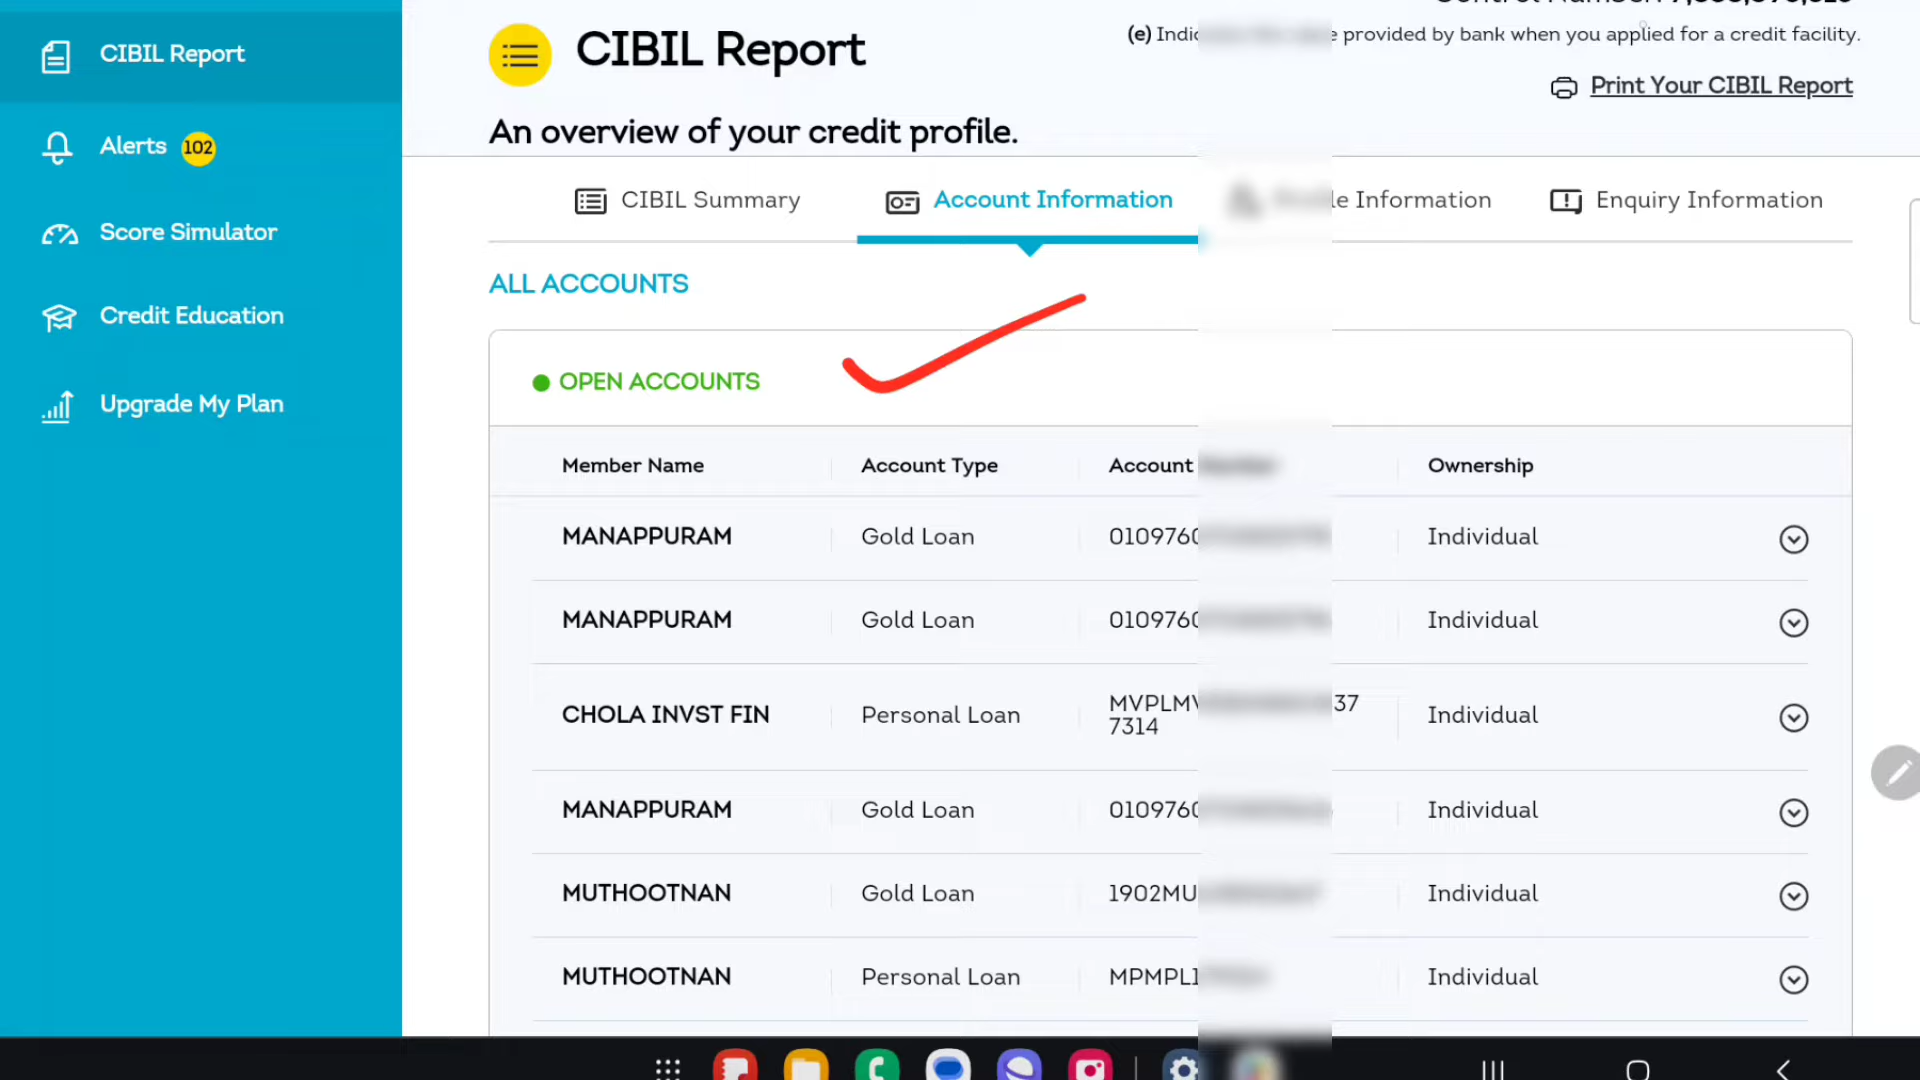 CIBIL Report
Alerts 102
Score Simulator
Credit Education
Upgrade My Plan
CIBIL Report
(e) provided by bank when you applied for a credit facility.
Print Your CIBIL Report
An overview of your credit profile.
CIBIL Summary
Account Information
Information
Enquiry Information
ALL ACCOUNTS
OPEN ACCOUNTS
Member Name Account Type Account Ownership
MANAPPURAM Gold Loan 010976 Individual
MANAPPURAM Gold Loan 010976 Individual
CHOLA INVST FIN Personal Loan MVPLM 37 Individual
7314
MANAPPURAM Gold Loan 010976 Individual
MUTHOOTNAN Gold Loan 1902MU Individual
MUTHOOTNAN Personal Loan MPMPL Individual